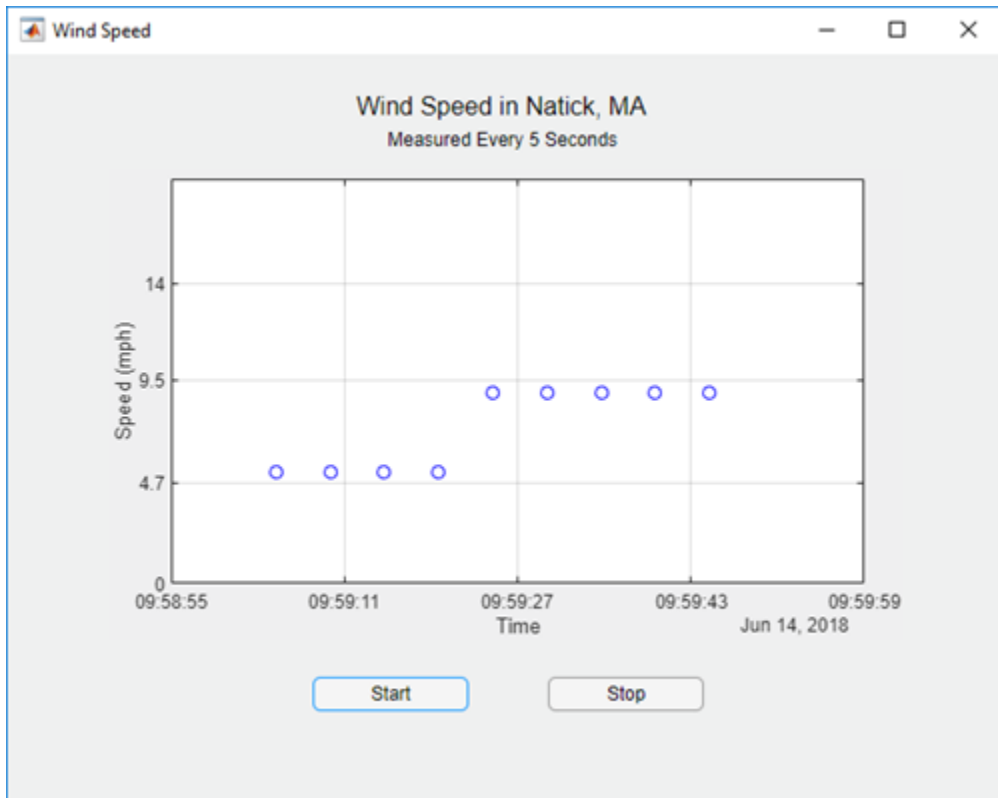 Wind Speed
Wind Speed in Natick, MA
Measured Every 5 Seconds
Speed (mph)
14
9.5
4.7
0
09:58:55 09:59:11 09:59:27 09:59:43 09:59:59
Time
Jun 14, 2018
Start Stop